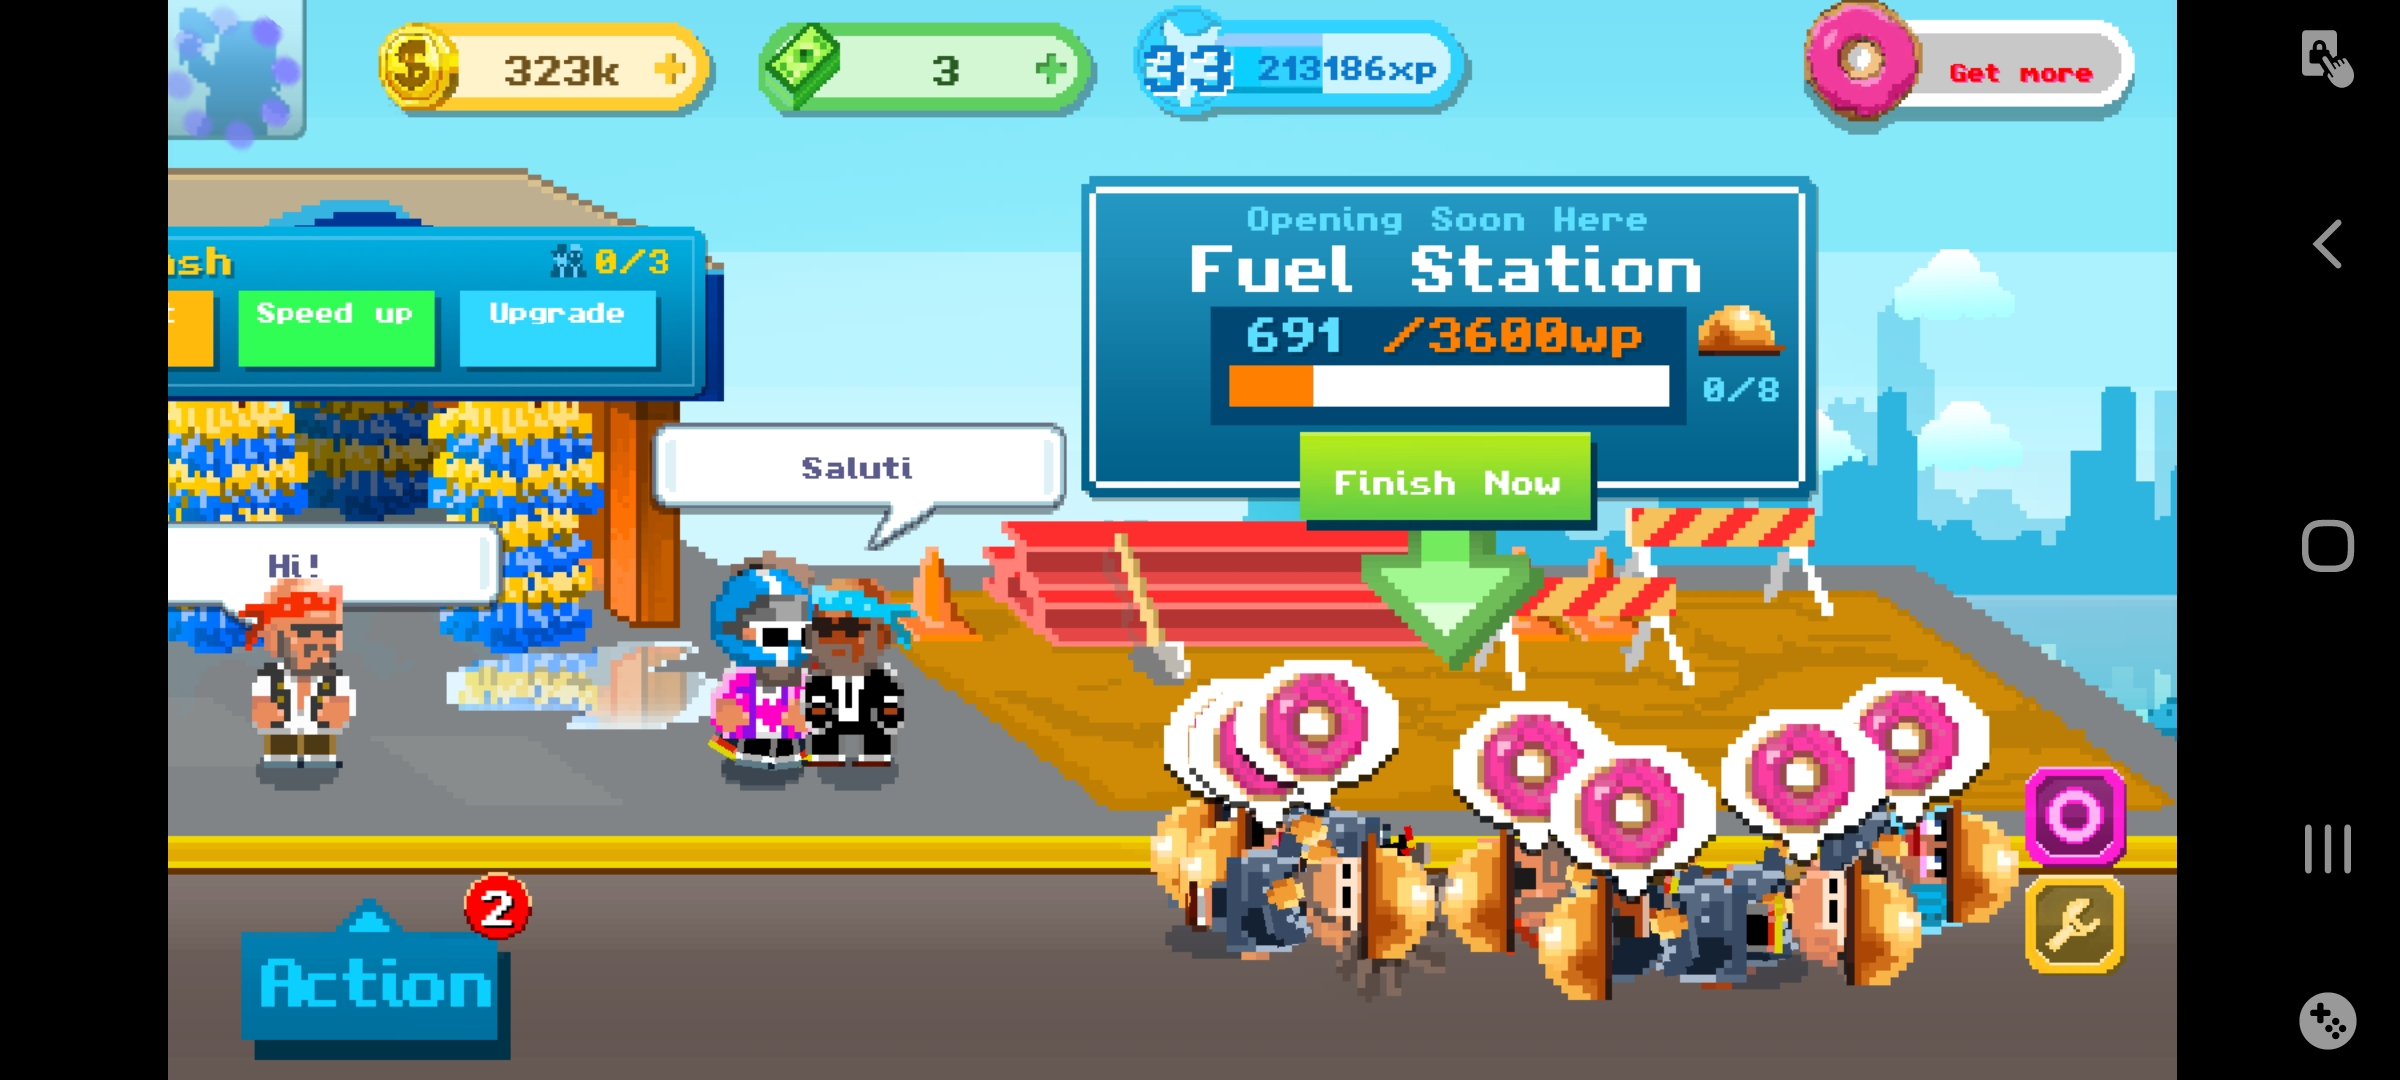 323k
3
33
213186xp
Get more
Opening Soon Here
Fuel Station
691 /3600wp
0/8
Finish Now
0/3
Speed up
Upgrade
Saluti
Hi!
2
Action